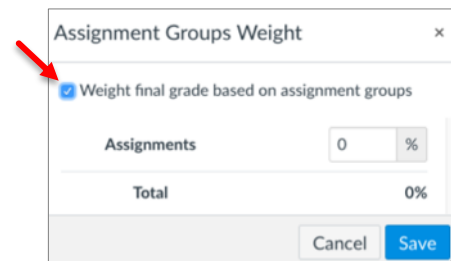 Assignment Groups Weight ×
Weight final grade based on assignment groups
Assignments 0 %
Total 0%
Cancel Save